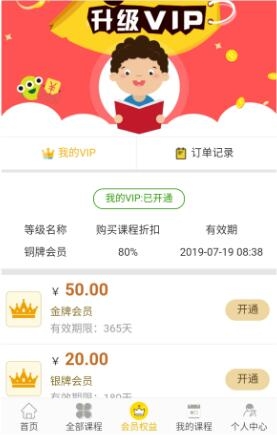 升级VIP
我的VIP 订单记录
我的VIP:已开通
等级名称 购买课程折扣 有效期
铜牌会员 80% 2019-07-19 08:38
¥ 50.00
金牌会员
有效期限：365天
开通
¥ 20.00
银牌会员
有效期限：180天
开通
首页 全部课程 会员权益 我的课程 个人中心